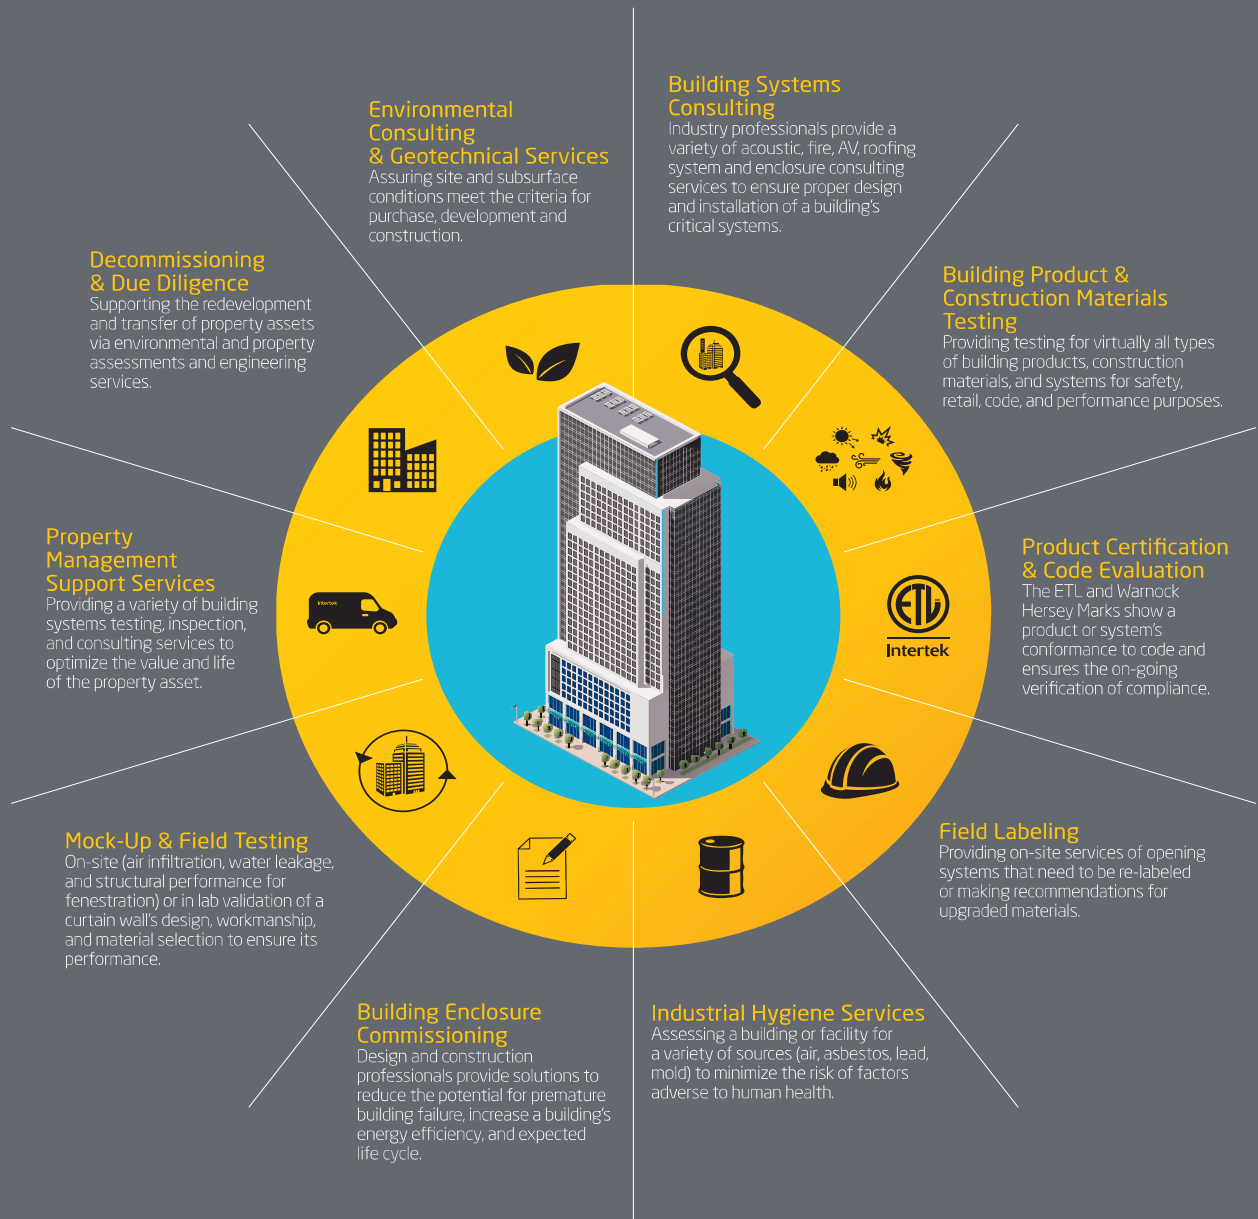 Building Systems
Consulting
Industry professionals provide a
variety of acoustic, fire, AV, roofing
system and enclosure consulting
services to ensure proper design
and installation of a building's
critical systems.
Building Product &
Construction Materials
Testing
Providing testing for virtually all types
of building products, construction
materials, and systems for safety,
retail, code, and performance purposes.
Product Certification
& Code Evaluation
The ETL and Warnock
Hersey Marks show a
product or system's
conformance to code and
ensures the on-going
verification of compliance.
ETL
Intertek
Field Labeling
Providing on-site services of opening
systems that need to be re-labeled
or making recommendations for
upgraded materials.
Industrial Hygiene Services
Assessing a building or facility for
a variety of sources (air, asbestos, lead,
mold) to minimize the risk of factors
adverse to human health.
Building Enclosure
Commissioning
Design and construction
professionals provide solutions to
reduce the potential for premature
building failure, increase a building's
energy efficiency, and expected
life cycle.
Mock-Up & Field Testing
On-site (air infiltration, water leakage,
and structural performance for
fenestration) or in lab validation of a
curtain wall's design, workmanship,
and material selection to ensure its
performance.
Property
Management
Support Services
Providing a variety of building
systems testing, inspection,
and consulting services to
optimize the value and life
of the property asset.
Intertek
Decommissioning
& Due Diligence
Supporting the redevelopment
and transfer of property assets
via environmental and property
assessments and engineering
services.
Environmental
Consulting
& Geotechnical Services
Assuring site and subsurface
conditions meet the criteria for
purchase, development and
construction.